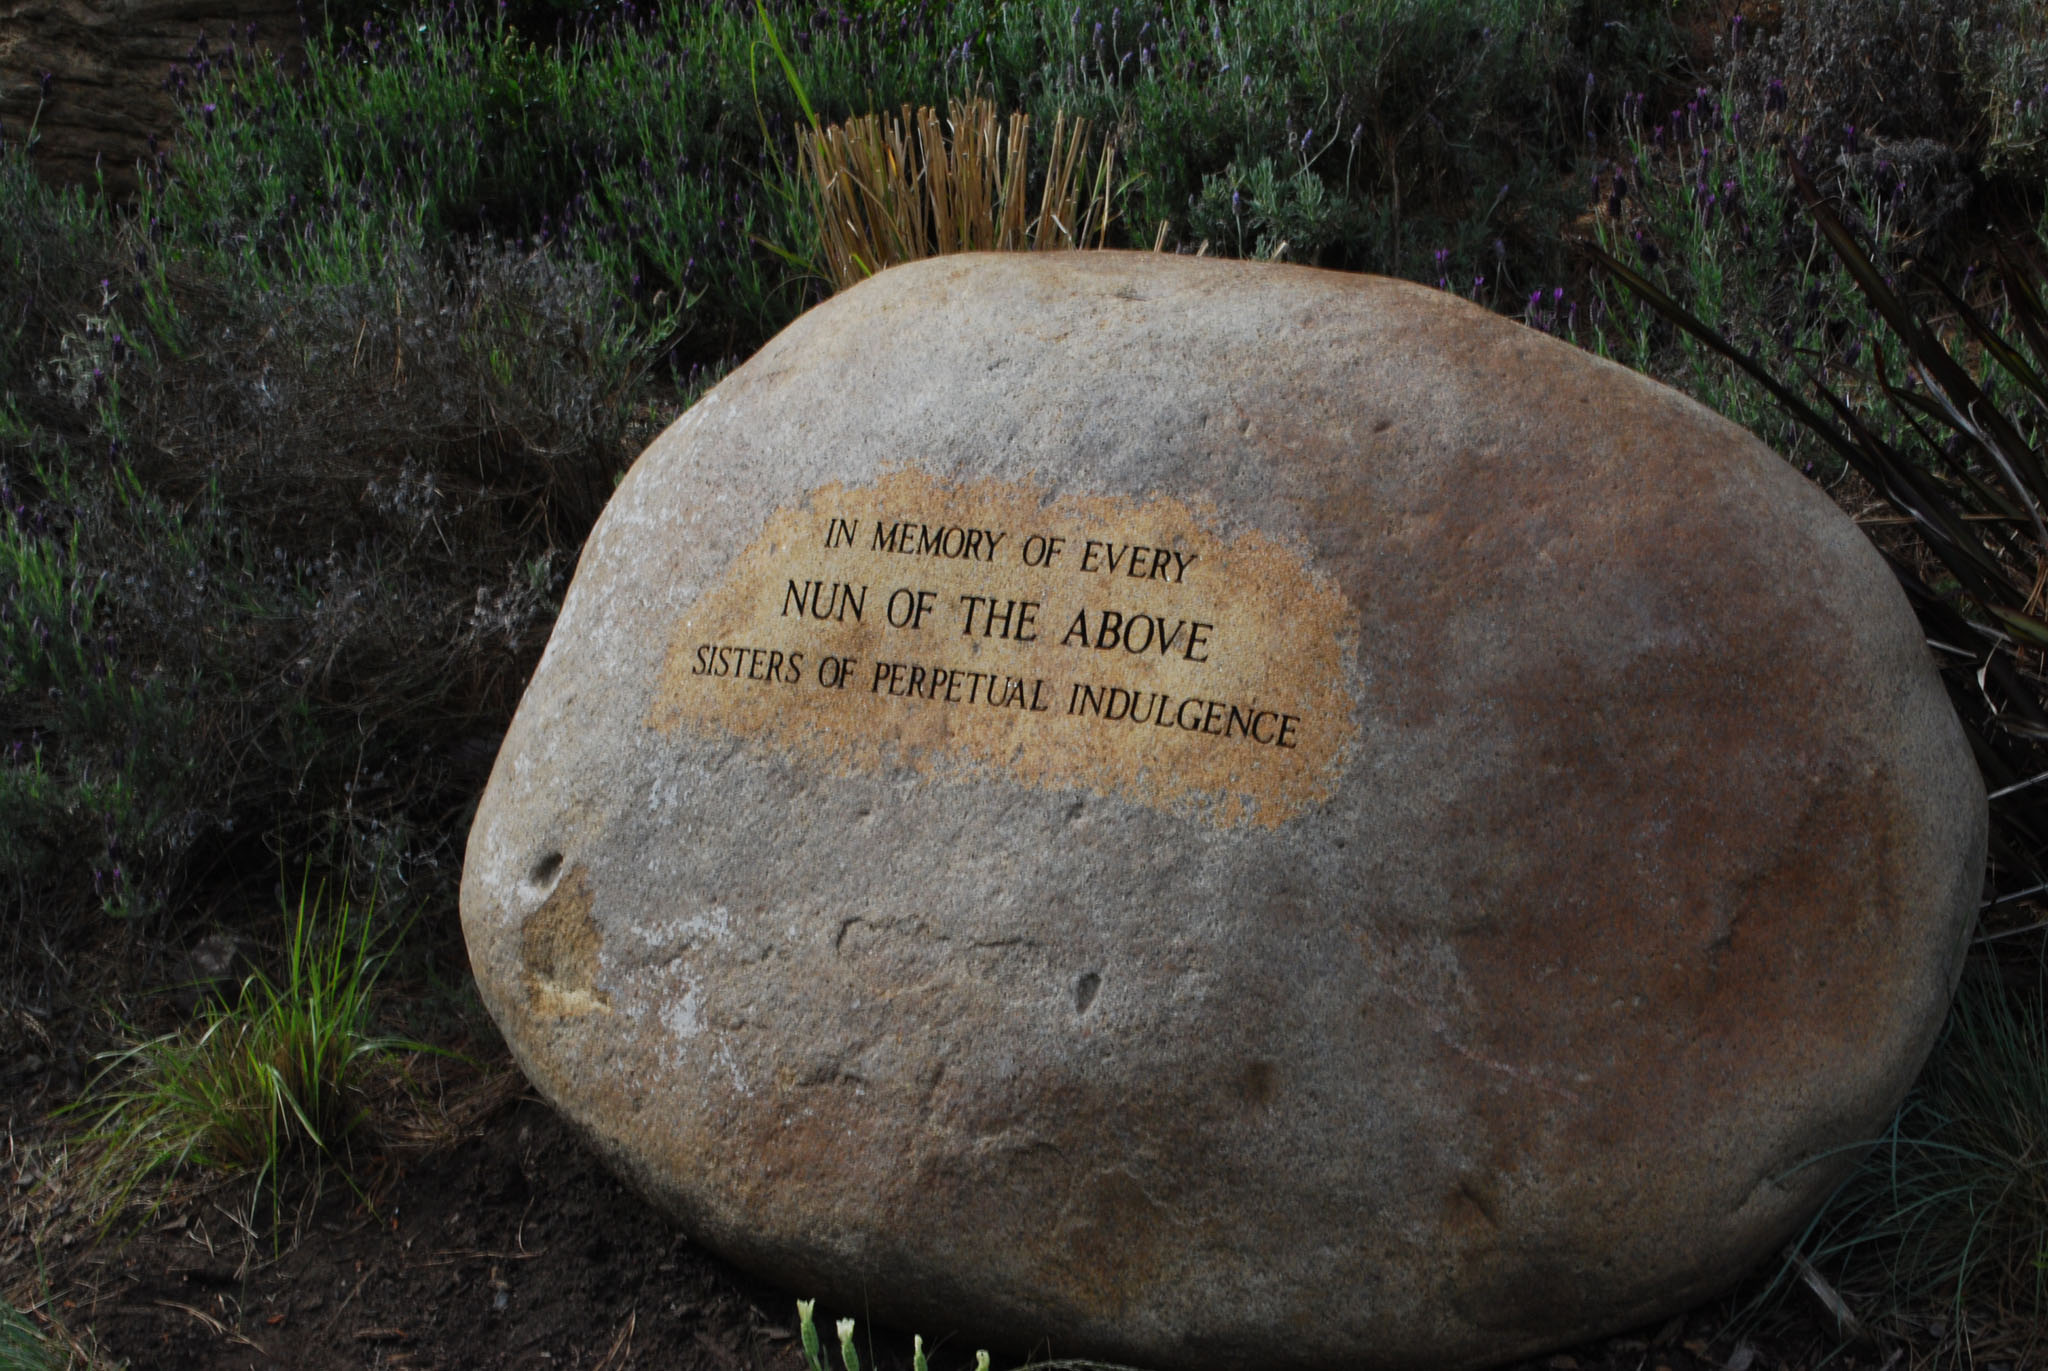 IN MEMORY OF EVERY
NUN OF THE ABOVE
SISTERS OF PERPETUAL INDULGENCE